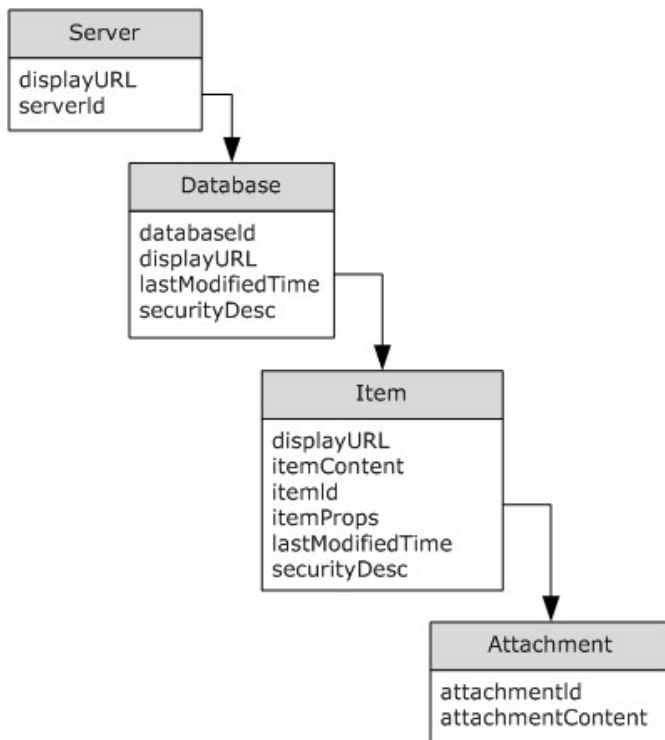 Server
displayURL
serverId
Database
databaseId
displayURL
lastModifiedTime
securityDesc
Item
displayURL
itemContent
itemId
itemProps
lastModifiedTime
securityDesc
Attachment
attachmentId
attachmentContent